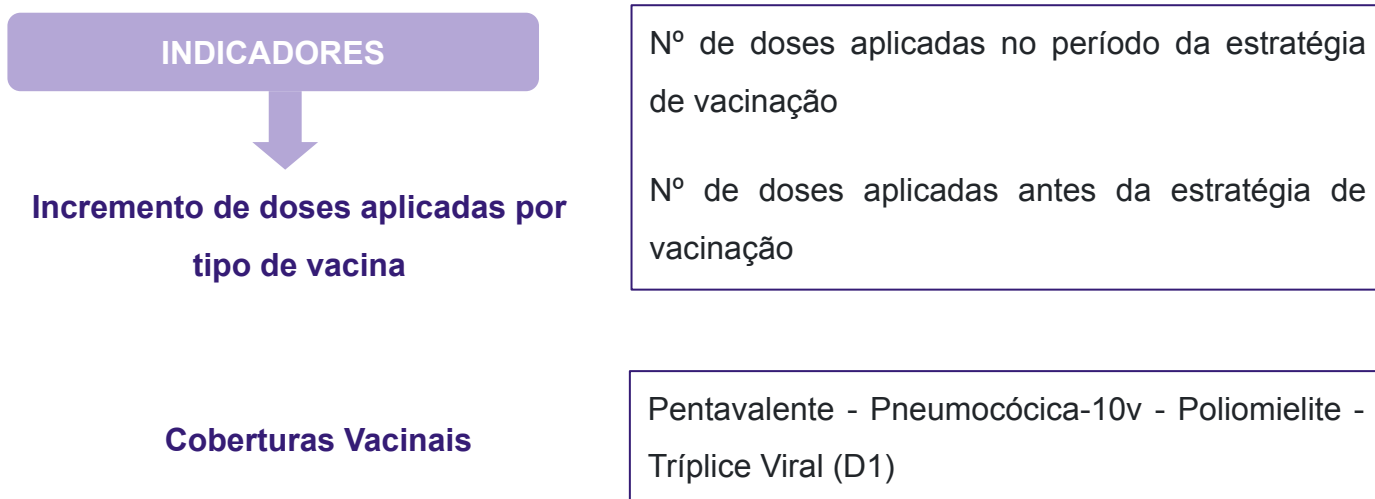 INDICADORES
Incremento de doses aplicadas por
tipo de vacina
Nº de doses aplicadas no período da estratégia
de vacinação
Nº de doses aplicadas antes da estratégia de
vacinação
Coberturas Vacinais
Pentavalente - Pneumocócica-10v - Poliomielite -
Tríplice Viral (D1)